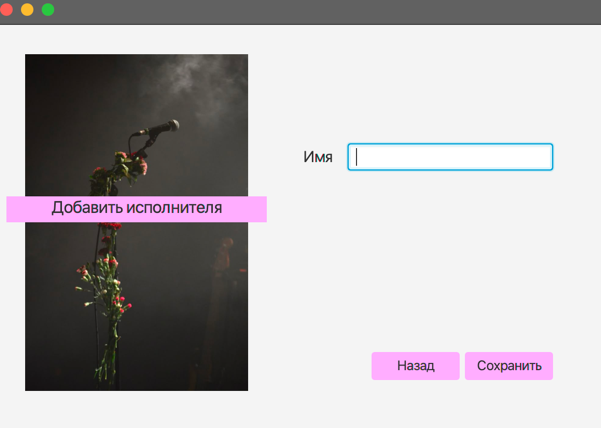 Добавить исполнителя
Имя
Назад
Сохранить